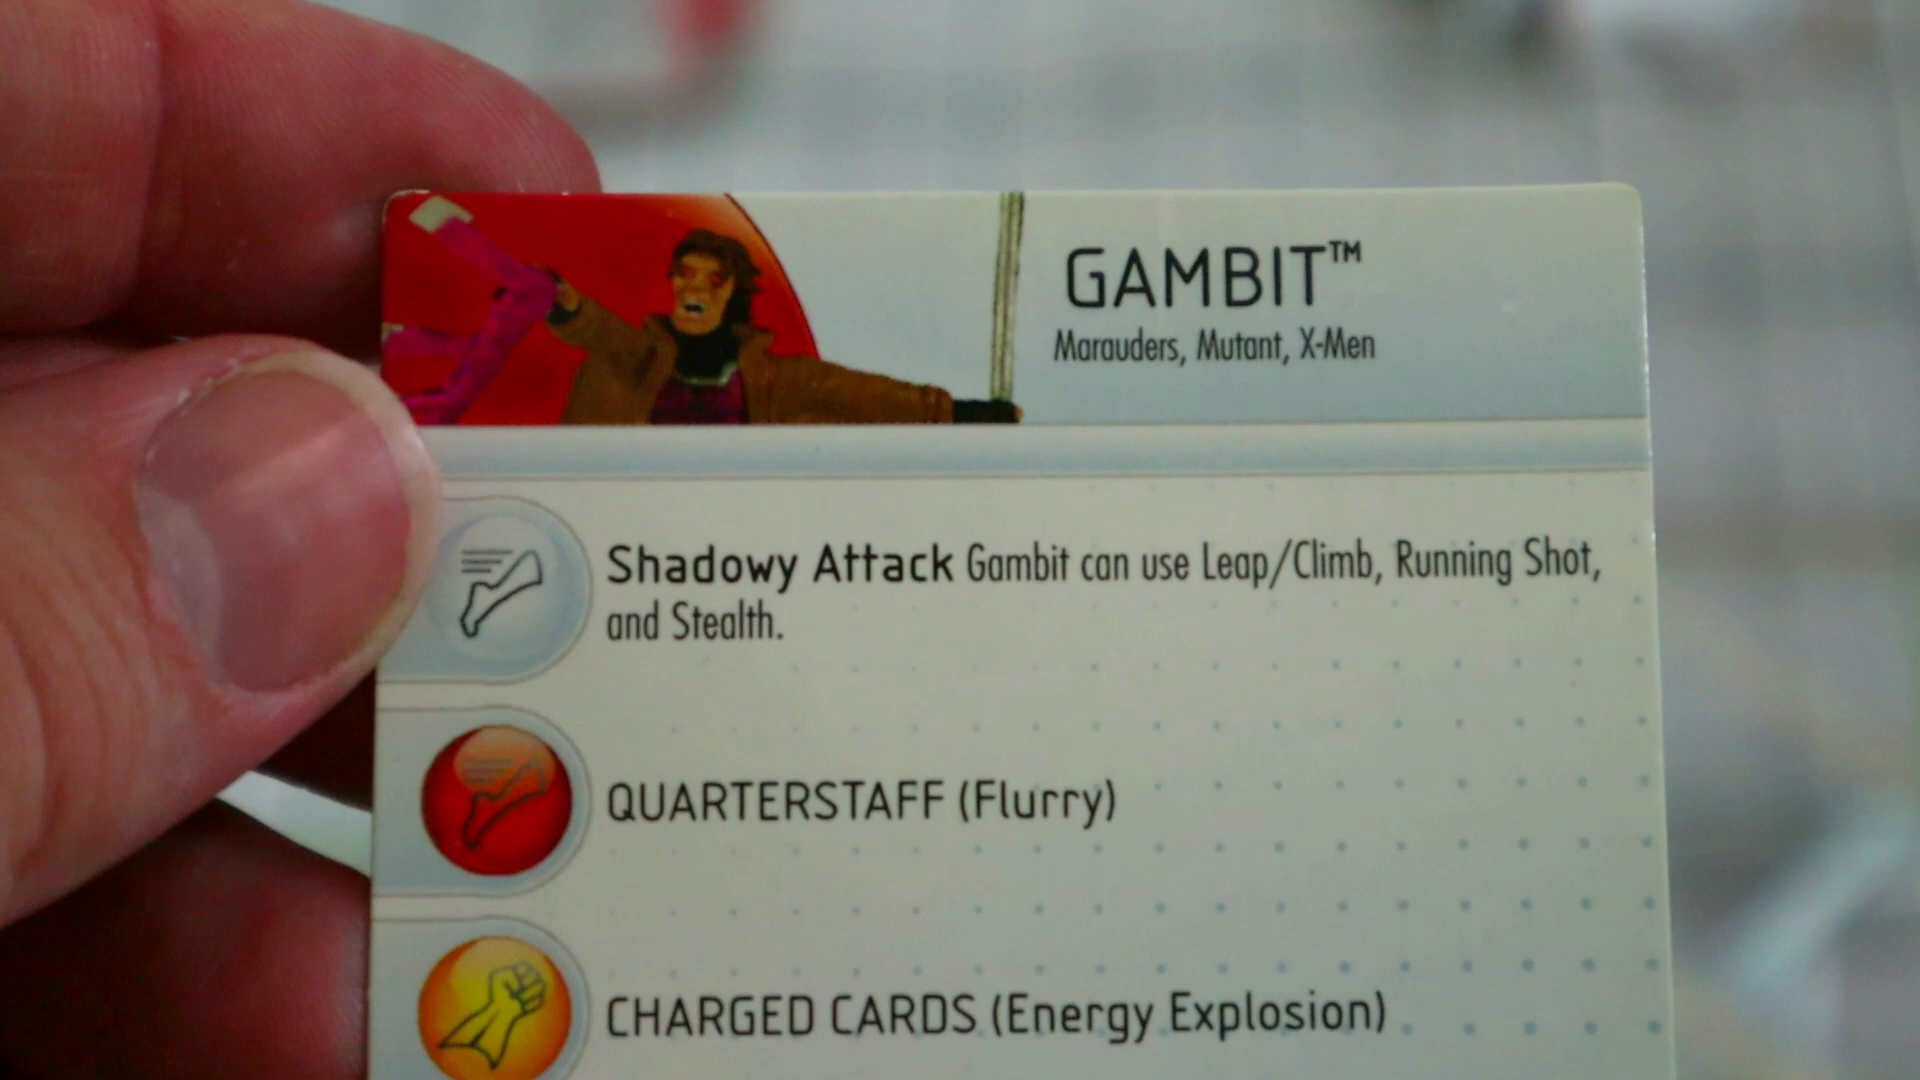 GAMBIT™
Marauders, Mutant, X-Men
Shadowy Attack Gambit can use Leap/Climb, Running Shot,
and Stealth.
QUARTERSTAFF (Flurry)
CHARGED CARDS (Energy Explosion)